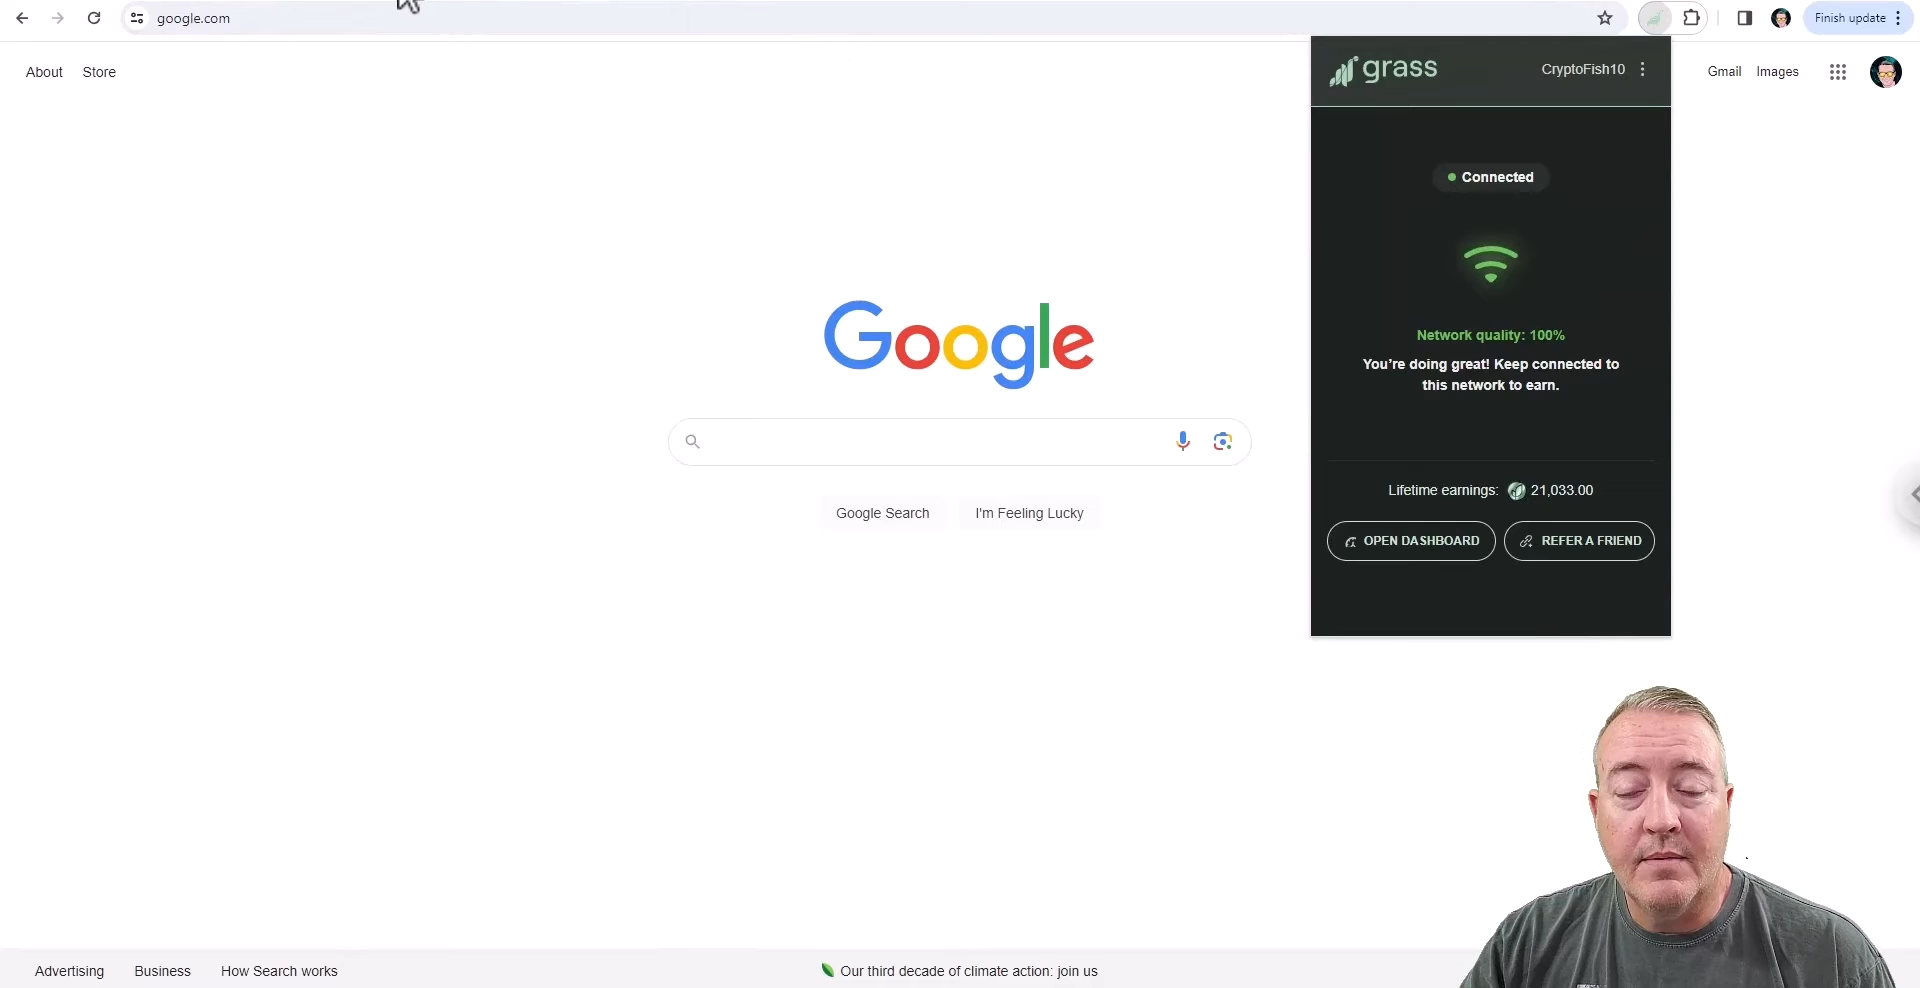 google.com
Finish update
About
Store
Gmail
Images
grass
CryptoFish10
Connected
Network quality: 100%
You're doing great! Keep connected to
this network to earn.
Lifetime earnings: 21,033.00
OPEN DASHBOARD
REFER A FRIEND
Google
Google Search
I'm Feeling Lucky
Advertising
Business
How Search works
Our third decade of climate action: join us